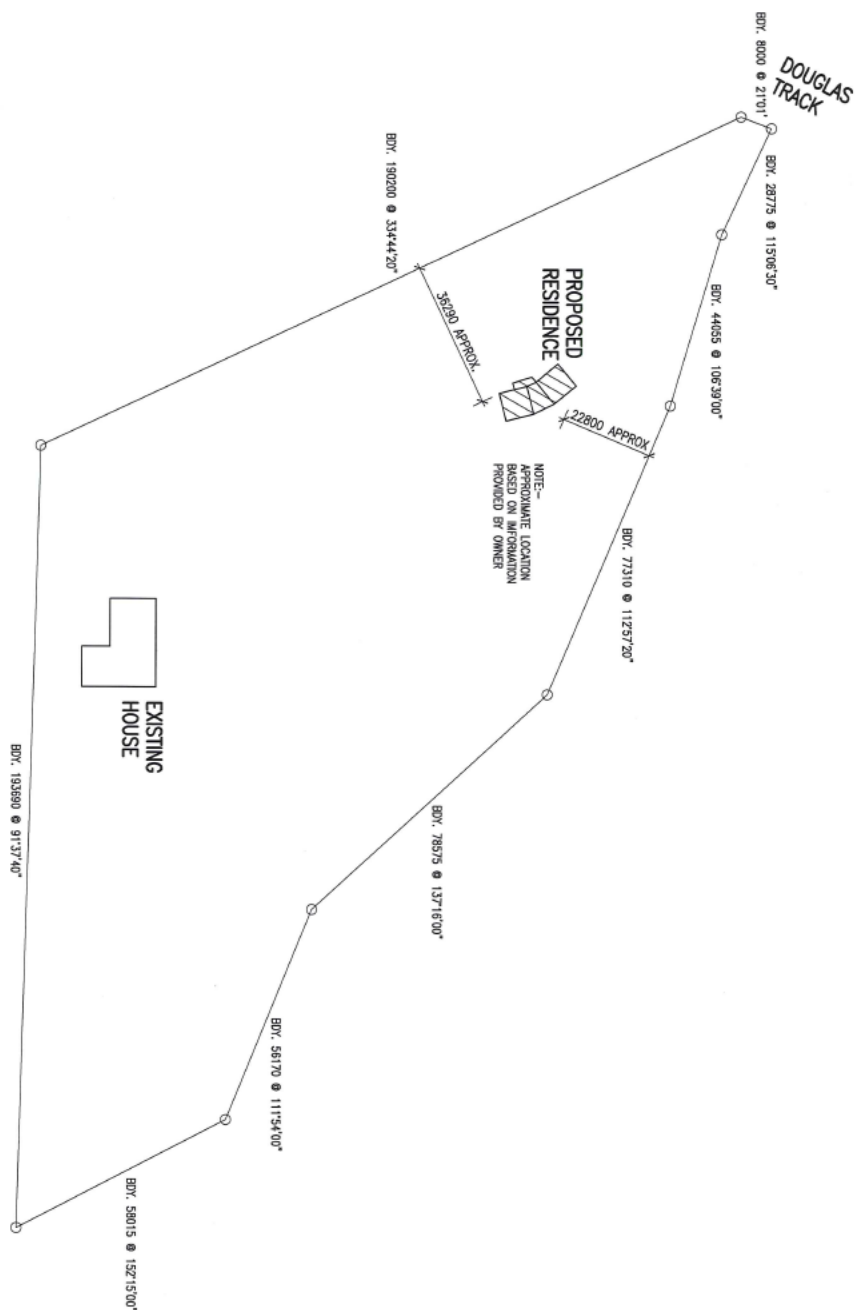 DOUGLAS
TRACK
BDY. 8000 @ 21°01'
BDY. 28775 @ 115°06'30"
BDY. 44055 @ 106°39'00"
BDY. 190200 @ 334°44'20"
36290 APPROX.
PROPOSED
RESIDENCE
22800 APPROX
NOTE:-
APPROXIMATE LOCATION
BASED ON INFORMATION
PROVIDED BY OWNER
BDY. 77310 @ 112°57'20"
EXISTING
HOUSE
BDY. 78575 @ 137°16'00"
BDY. 193690 @ 91°37'40"
BDY. 56170 @ 111°54'00"
BDY. 58015 @ 152°15'00"